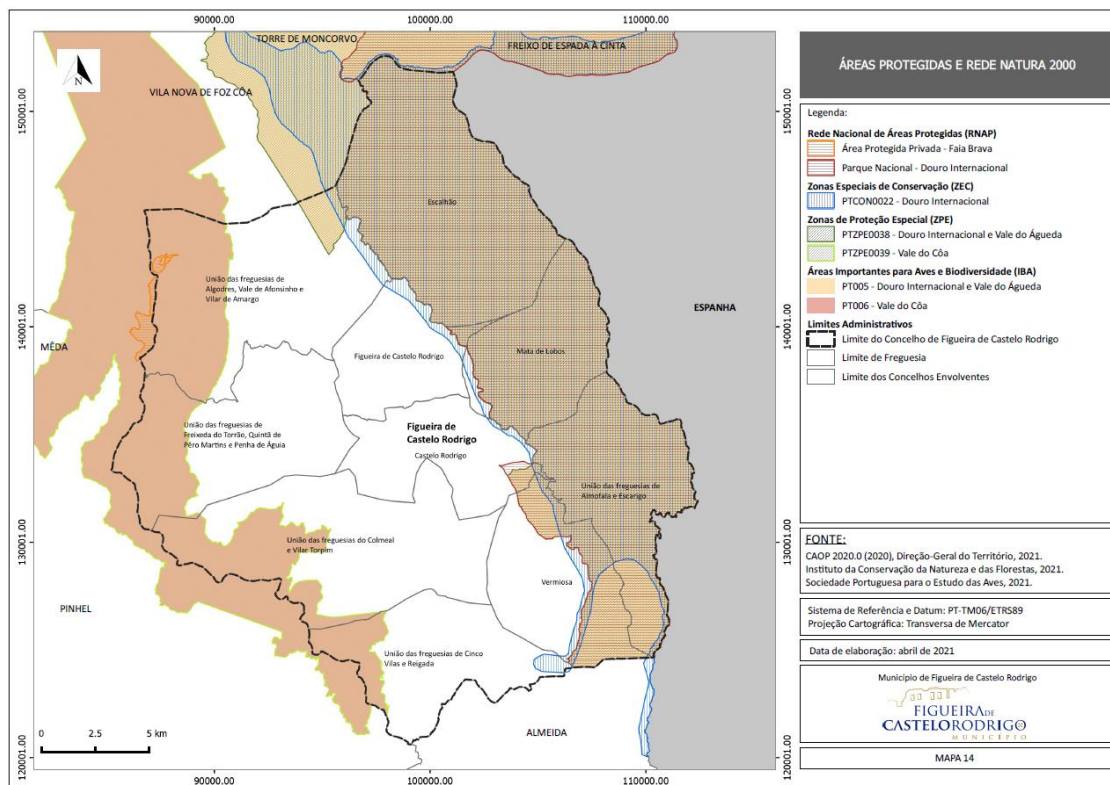 90000.00
100000.00
110000.00
TORRE DE MONCORVO
FREIXO DE ESPADA À CINTA
N
VILA NOVA DE FOZ CÔA
150001.00
150001.00
Escalhão
União das freguesias de
Algodres, Vale de Afonsinho e
Vilar de Amargo
ESPANHA
140001.00
140001.00
MÊDA
Mata de Lobos
Figueira de Castelo Rodrigo
União das freguesias de
Freixeda do Torrão, Quintã de
Pêro Martins e Penha de Águia
Figueira de
Castelo Rodrigo
Castelo Rodrigo
União das freguesias de
Almofala e Escarigo
130001.00
130001.00
União das freguesias do Colmeal
e Vilar Torpim
Vermiosa
PINHEL
União das freguesias de Cinco
Vilas e Reigada
ALMEIDA
0 2.5 5 km
120001.00
120001.00
90000.00
100000.00
110000.00
ÁREAS PROTEGIDAS E REDE NATURA 2000
Legenda:
Rede Nacional de Áreas Protegidas (RNAP)
Área Protegida Privada - Faia Brava
Parque Nacional - Douro Internacional
Zonas Especiais de Conservação (ZEC)
PTCON0022 - Douro Internacional
Zonas de Proteção Especial (ZPE)
PTZPE0038 - Douro Internacional e Vale do Águeda
PTZPE0039 - Vale do Côa
Áreas Importantes para Aves e Biodiversidade (IBA)
PT005 - Douro Internacional e Vale do Águeda
PT006 - Vale do Côa
Limites Administrativos
Limite do Concelho de Figueira de Castelo Rodrigo
Limite de Freguesia
Limite dos Concelhos Envolventes
FONTE:
CAOP 2020.0 (2020), Direção-Geral do Território, 2021.
Instituto da Conservação da Natureza e das Florestas, 2021.
Sociedade Portuguesa para o Estudo das Aves, 2021.
Sistema de Referência e Datum: PT-TM06/ETRS89
Projeção Cartográfica: Transversa de Mercator
Data de elaboração: abril de 2021
Município de Figueira de Castelo Rodrigo
FIGUEIRA DE
CASTELO RODRIGO
MUNICÍPIO
MAPA 14